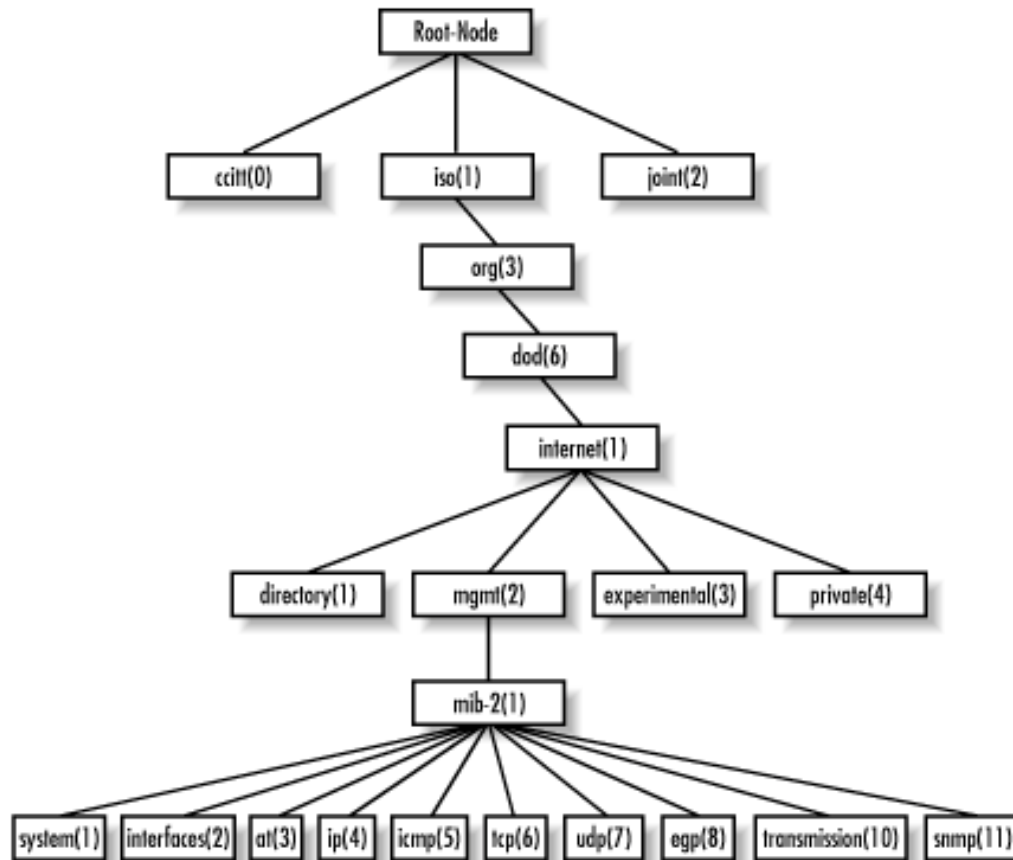 Root-Node
ccitt(0) iso(1) joint(2)
org(3)
dod(6)
internet(1)
directory(1) mgmt(2) experimental(3) private(4)
mib-2(1)
system(1) interfaces(2) at(3) ip(4) icmp(5) tcp(6) udp(7) egp(8) transmission(10) snmp(11)